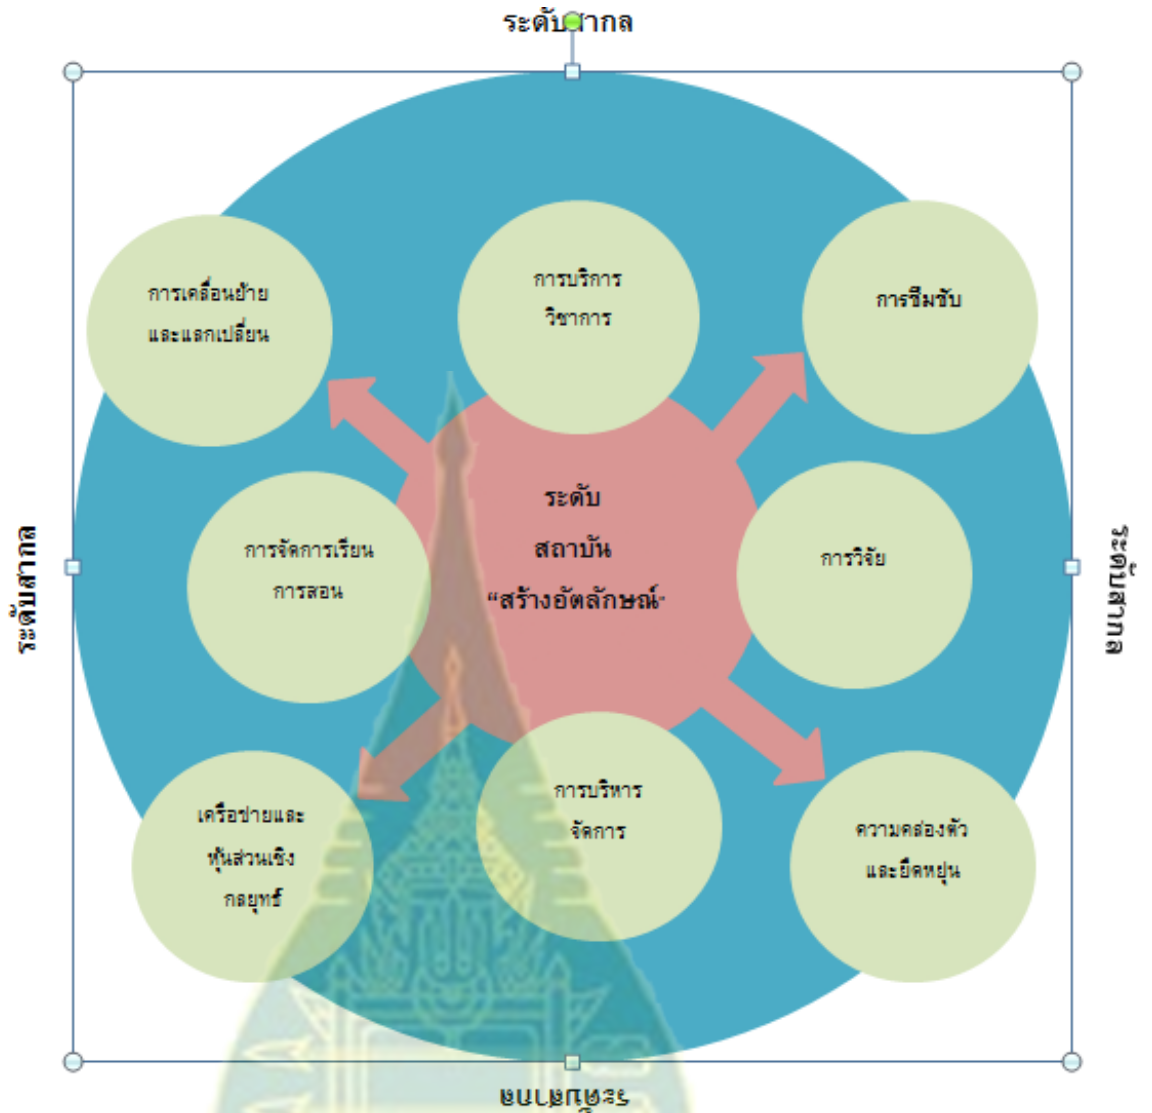 ระดับสากล
การเคลื่อนย้าย
และแลกเปลี่ยน
การบริการ
วิชาการ
การซึมซับ
ระดับ
สถาบัน
“สร้างอัตลักษณ์”
การจัดการเรียน
การสอน
การวิจัย
ระดับสากล
ระดับสากล
เครือข่ายและ
หุ้นส่วนเชิง
กลยุทธ์
การบริหาร
จัดการ
ความคล่องตัว
และยืดหยุ่น
ระดับสากล